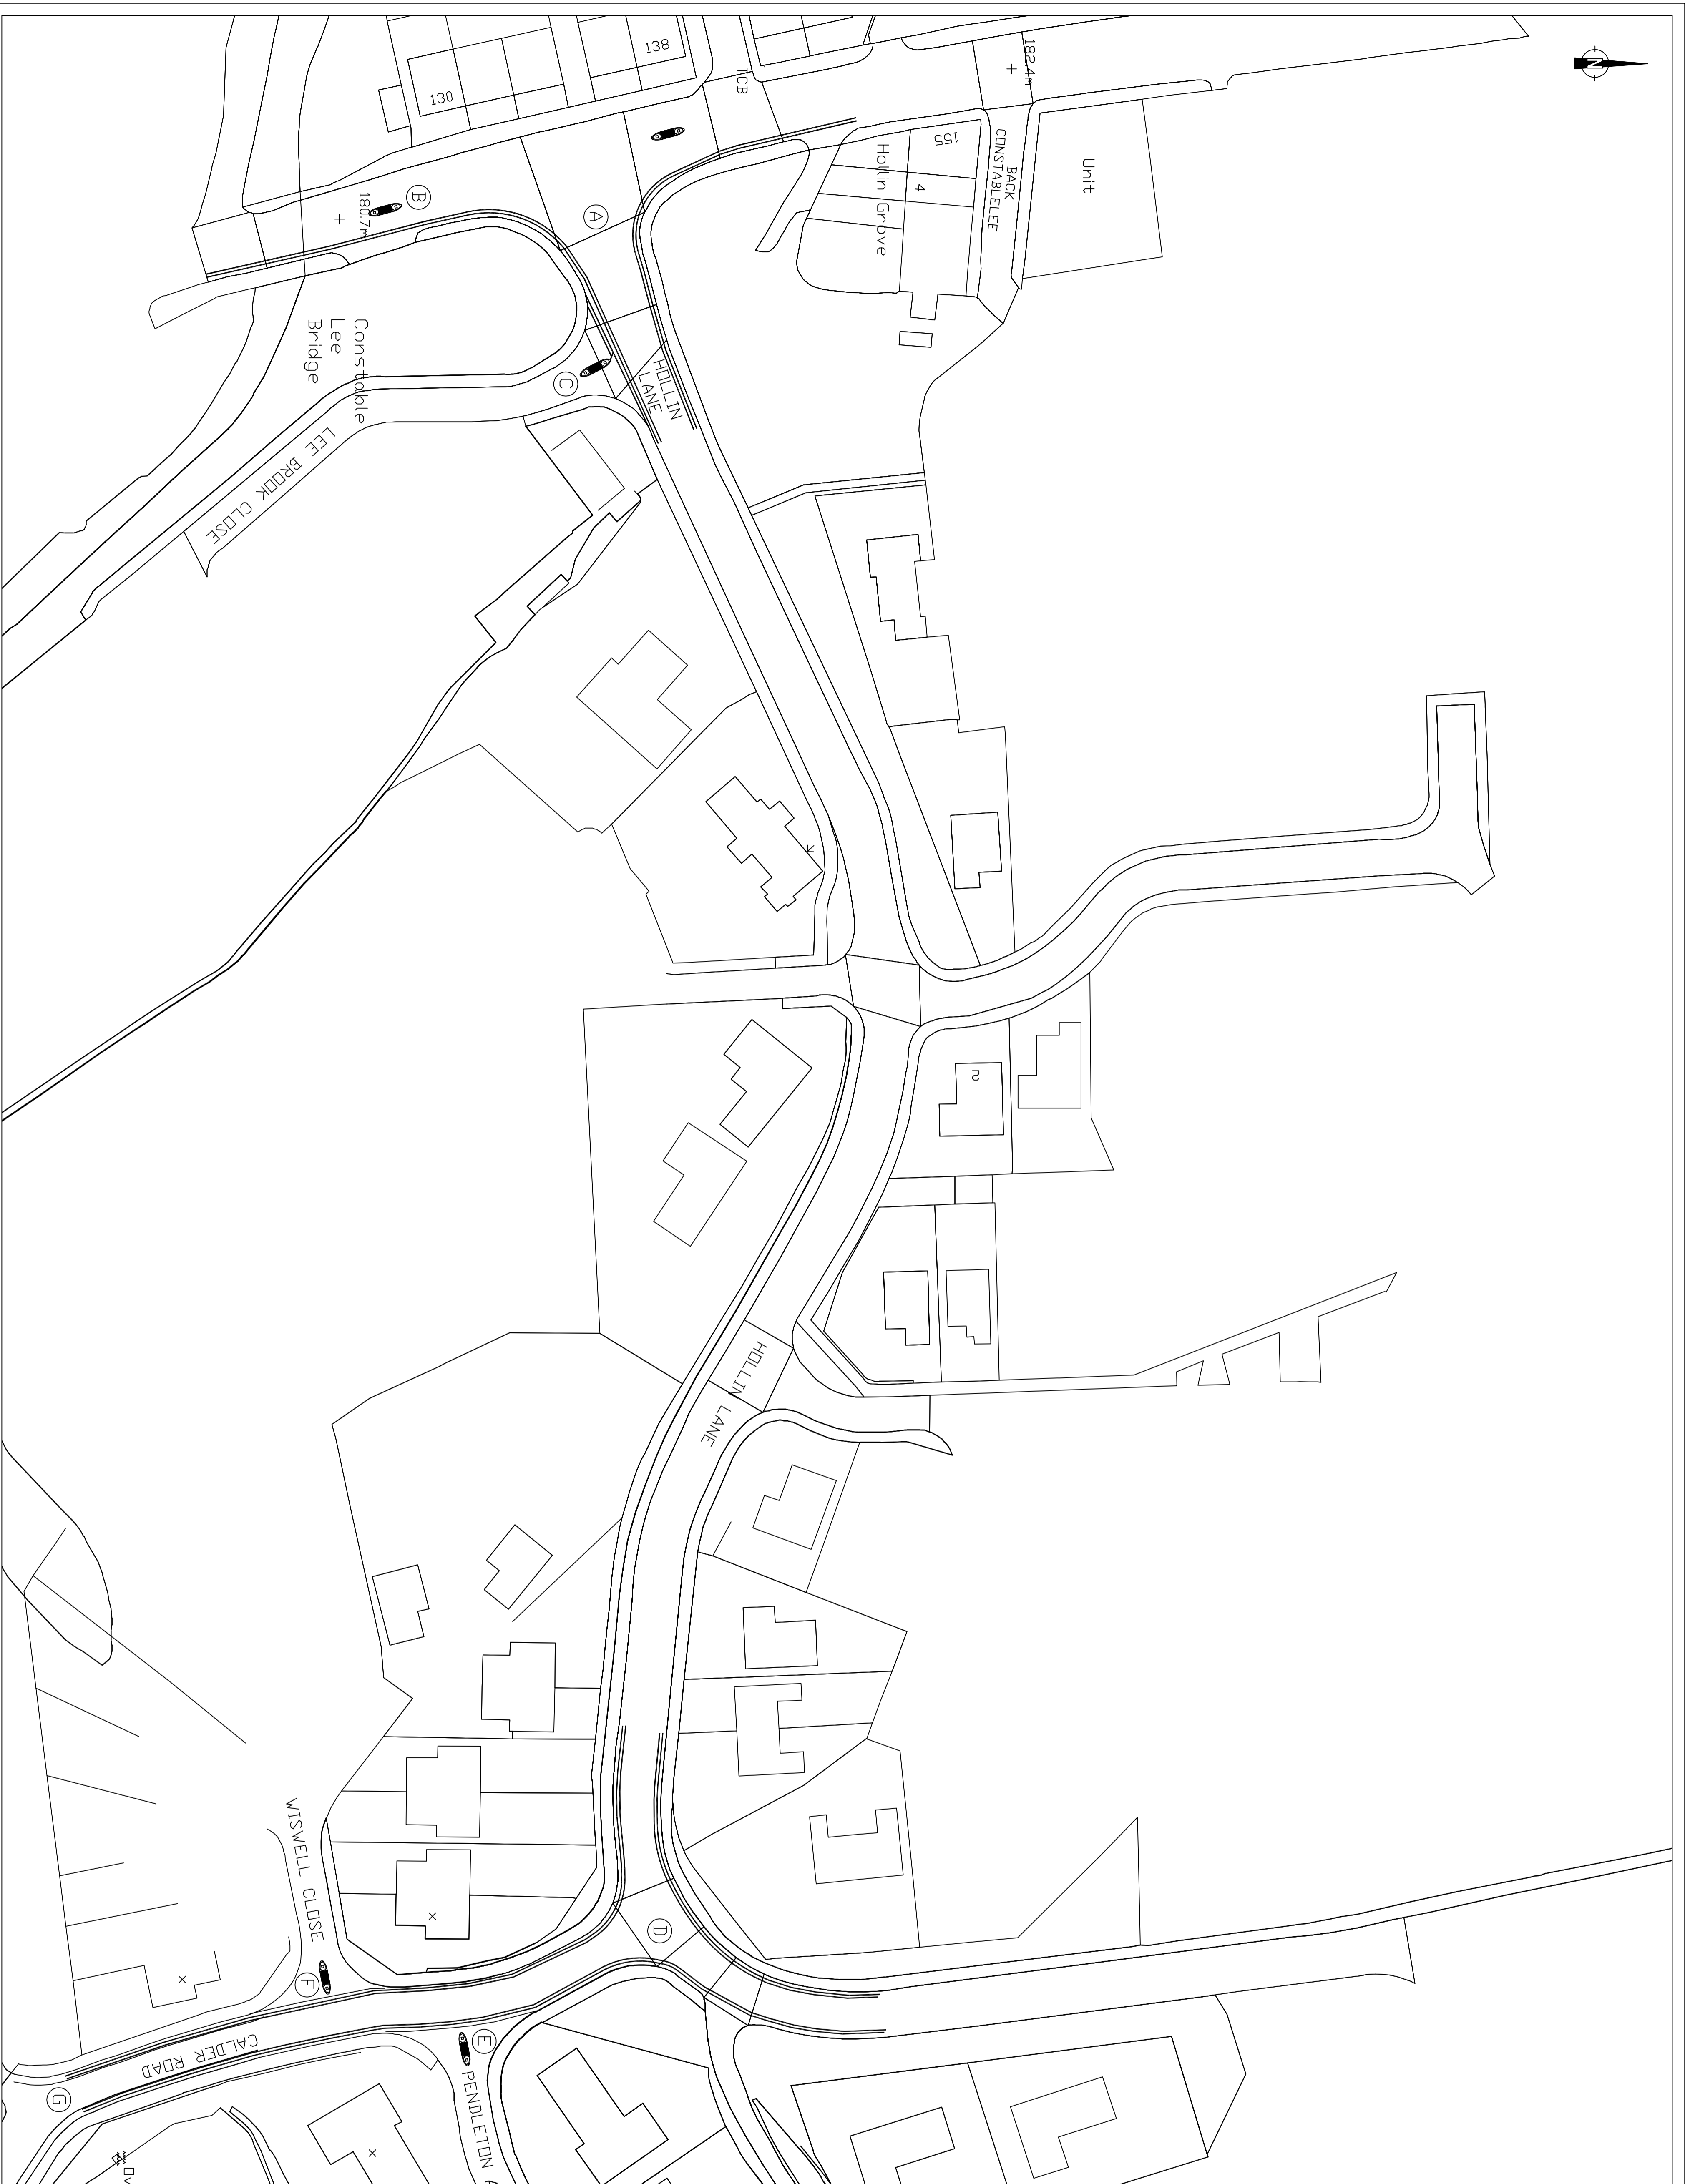 138
130
TCB
182.4m
N
155
4
Hollin Grove
BACK
CONSTABLELEE
Unit
A
B
180.7m
C
HOLLIN
LANE
Constable
Lee
Bridge
LEE BROOK CLOSE
2
HOLLIN LANE
WISWELL CLOSE
D
F
E
CALDER ROAD
PENDLETON A
G